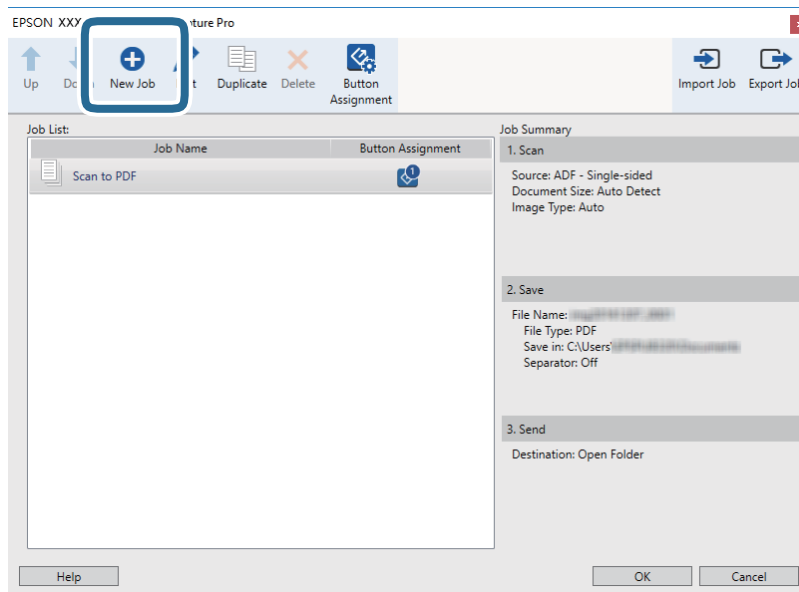 EPSON XXX ture Pro
Up
New Job
Duplicate
Delete
Button
Assignment
Import Job
Export Jo
Job List:
Job Name
Button Assignment
Scan to PDF
1
Job Summary
1. Scan
Source: ADF - Single-sided
Document Size: Auto Detect
Image Type: Auto
2. Save
File Name:
File Type: PDF
Save in: C:\Users\
Separator: Off
3. Send
Destination: Open Folder
Help
OK
Cancel